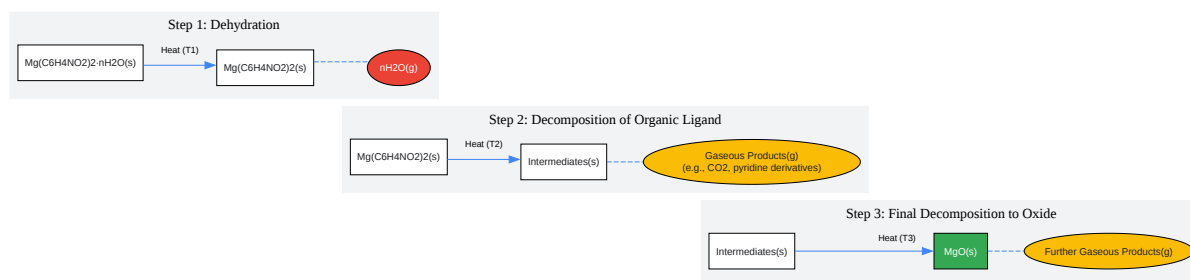 Step 1: Dehydration
Mg(C6H4NO2)2·nH2O(s)
Heat (T1)
Mg(C6H4NO2)2(s)
nH2O(g)
Step 2: Decomposition of Organic Ligand
Mg(C6H4NO2)2(s)
Heat (T2)
Intermediates(s)
Gaseous Products(g)
(e.g., CO2, pyridine derivatives)
Step 3: Final Decomposition to Oxide
Intermediates(s)
Heat (T3)
MgO(s)
Further Gaseous Products(g)